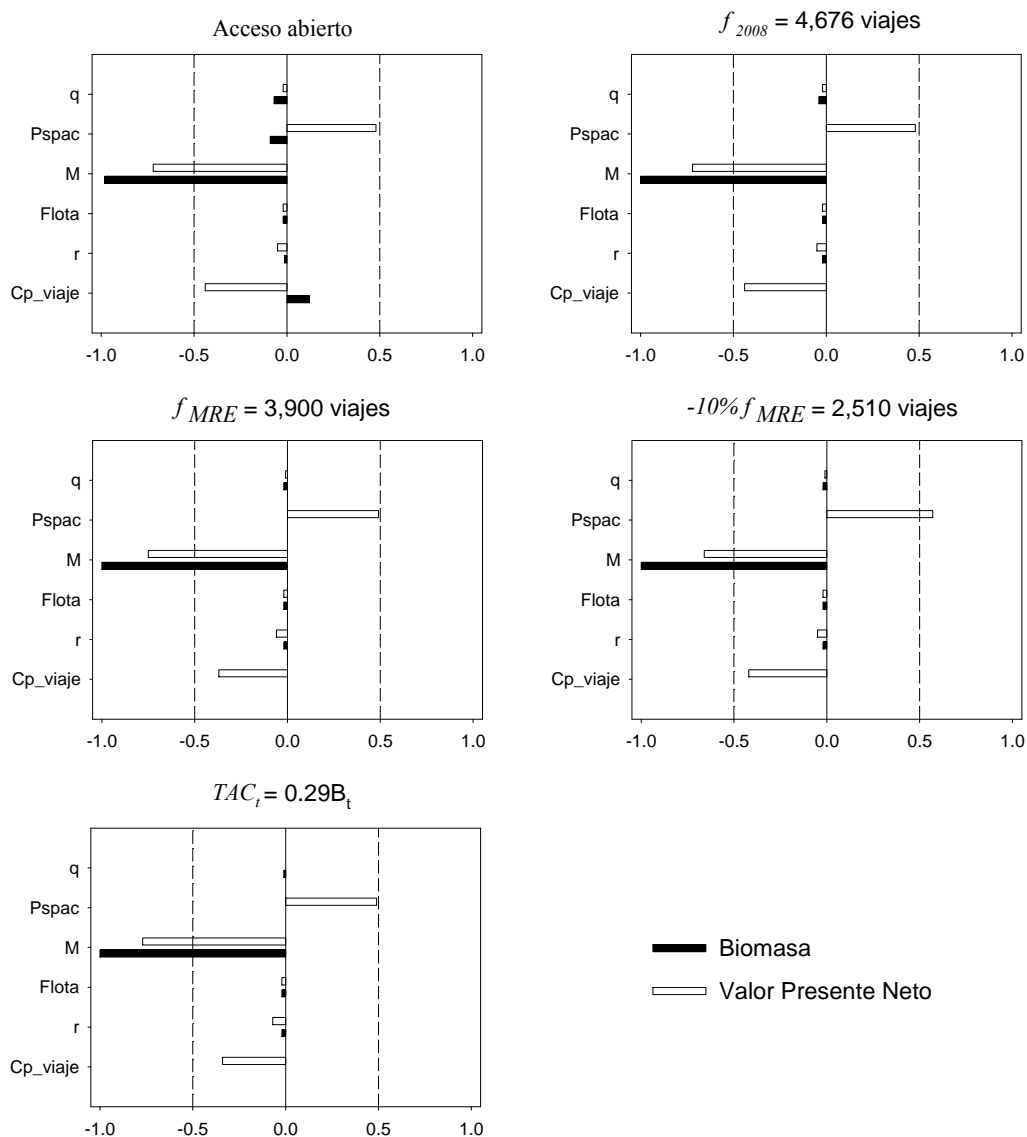 Acceso abierto
q
Pspac
M
Flota
r
Cp_viaje
-1.0 -0.5 0.0 0.5 1.0
f 2008 = 4,676 viajes
q
Pspac
M
Flota
r
Cp_viaje
-1.0 -0.5 0.0 0.5 1.0
f MRE = 3,900 viajes
q
Pspac
M
Flota
r
Cp_viaje
-1.0 -0.5 0.0 0.5 1.0
-10% f MRE = 2,510 viajes
q
Pspac
M
Flota
r
Cp_viaje
-1.0 -0.5 0.0 0.5 1.0
TACt = 0.29Bt
q
Pspac
M
Flota
r
Cp_viaje
-1.0 -0.5 0.0 0.5 1.0
Biomasa
Valor Presente Neto